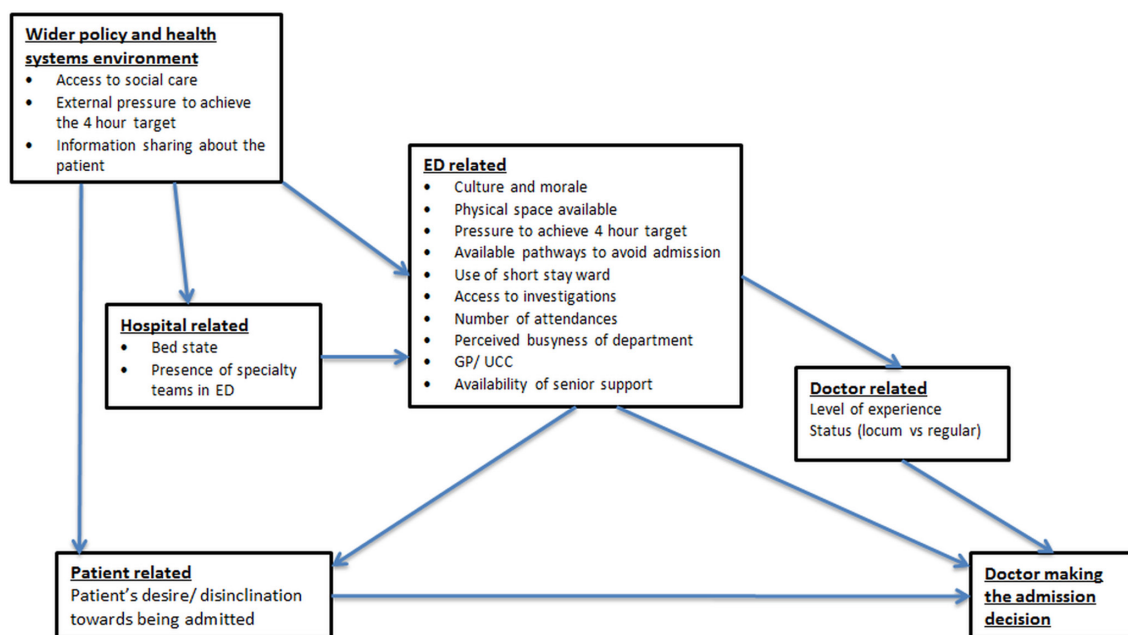 Wider policy and health
systems environment
• Access to social care
• External pressure to achieve
the 4 hour target
• Information sharing about the
patient
ED related
• Culture and morale
• Physical space available
• Pressure to achieve 4 hour target
• Available pathways to avoid admission
• Use of short stay ward
• Access to investigations
• Number of attendances
• Perceived busyness of department
• GP/ UCC
• Availability of senior support
Hospital related
• Bed state
• Presence of specialty
teams in ED
Doctor related
Level of experience
Status (locum vs regular)
Patient related
Patient's desire/ disinclination
towards being admitted
Doctor making
the admission
decision